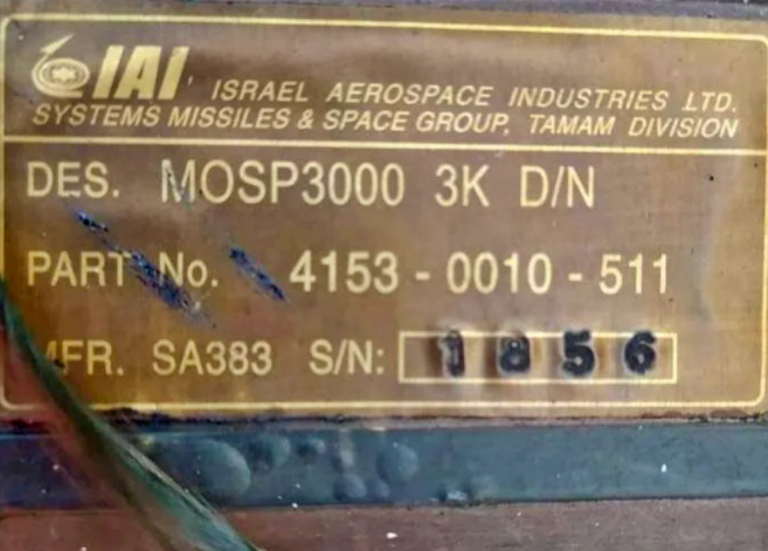 IAI, ISRAEL AEROSPACE INDUSTRIES LTD.
SYSTEMS MISSILES & SPACE GROUP, TAMAM DIVISION
DES. MOSP3000 3K D/N
PART No. 4153 - 0010 - 511
MFR. SA383 S/N: 1856